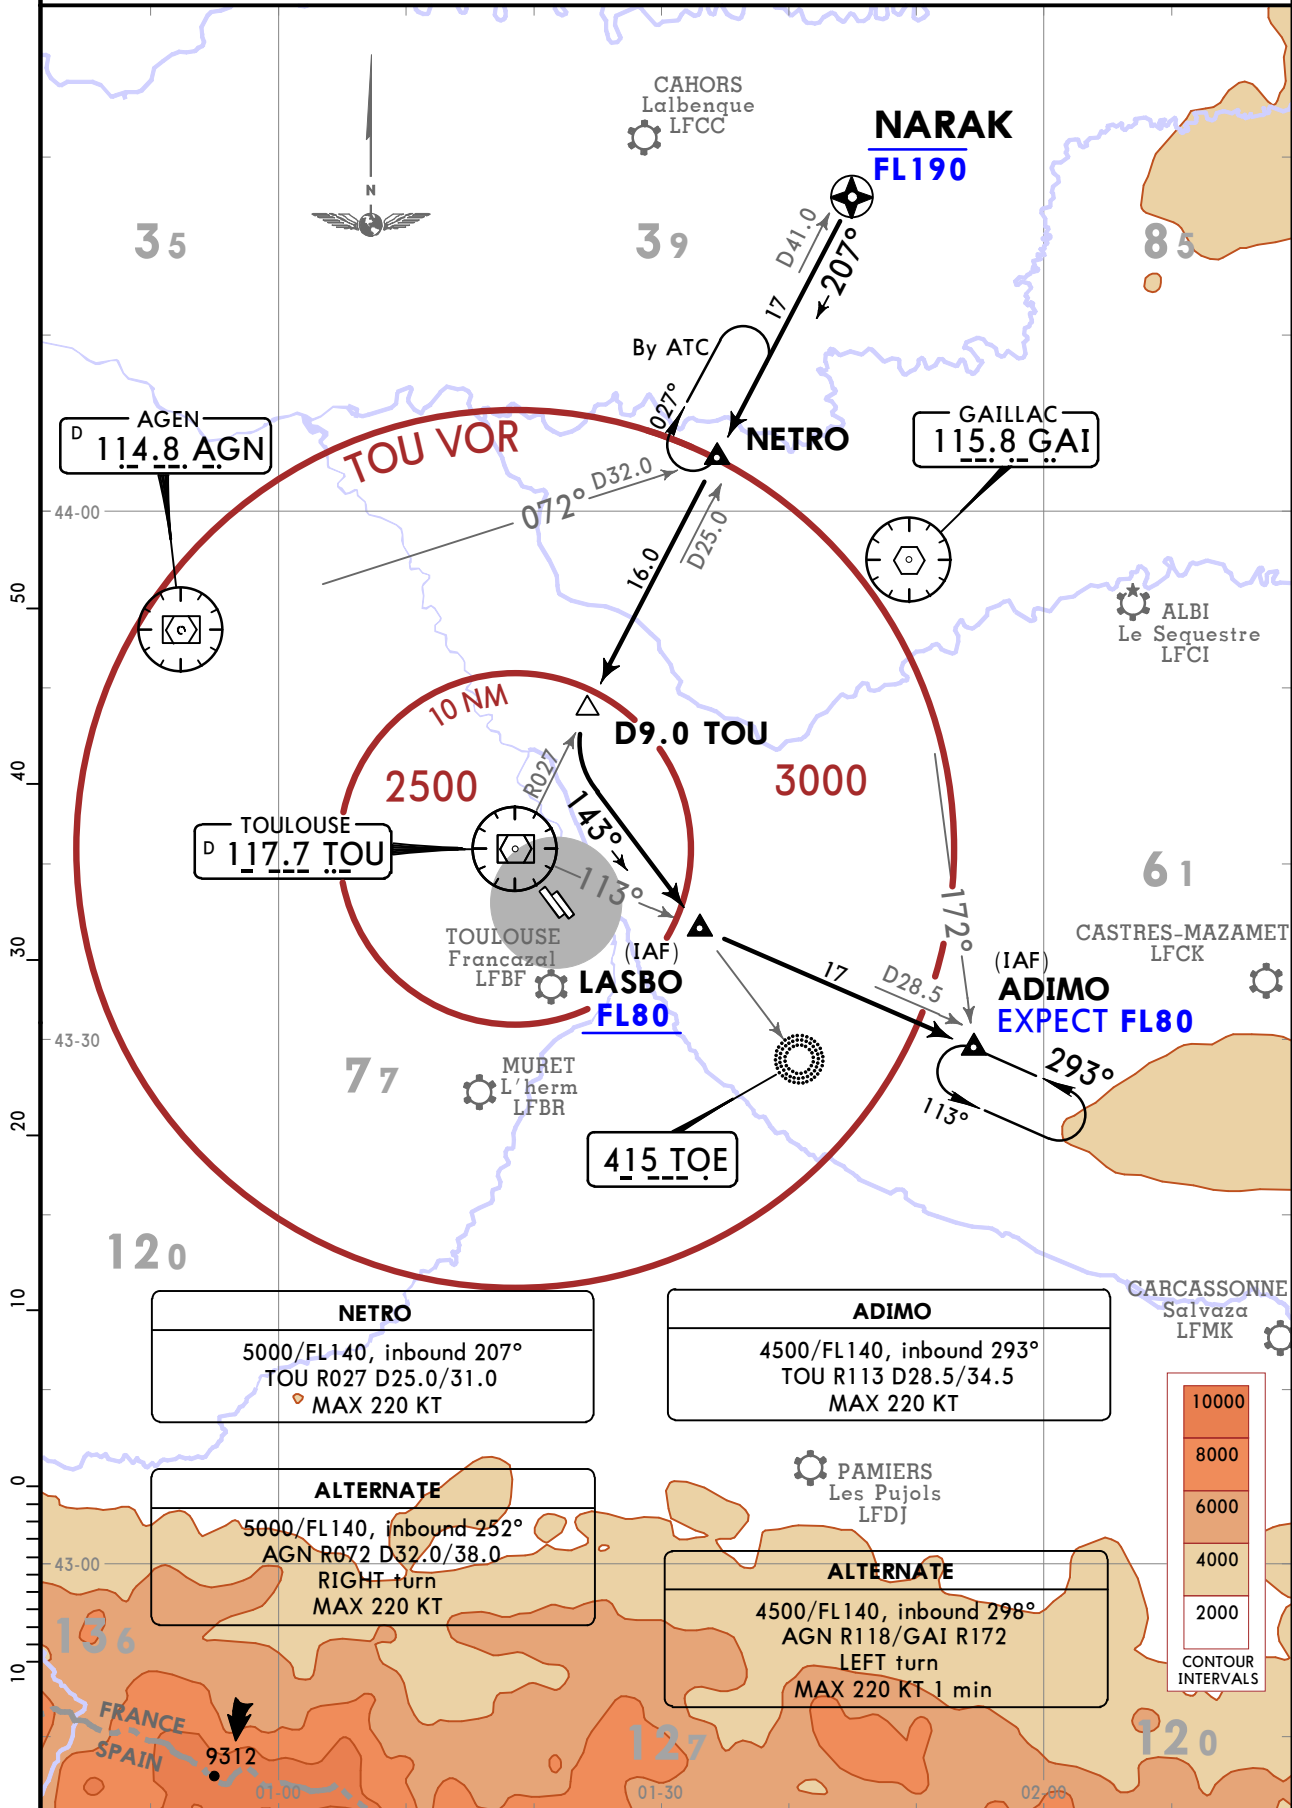 CAHORS
Lalbenque
LFCC
NARAK
FL190
N
35
39
85
D41.0
207°
17
By ATC
027°
AGEN
D 114.8 AGN
TOU VOR
NETRO
GAILLAC
115.8 GAI
072°
D32.0
D25.0
44-00
16.0
50
ALBI
Le Sequestre
LFCI
10 NM
D9.0 TOU
R027
40
2500
3000
143°
TOULOUSE
D 117.7 TOU
113°
61
172°
30
TOULOUSE
Francazal
LFBF
(IAF)
LASBO
FL80
17
D28.5
(IAF)
ADIMO
EXPECT FL80
CASTRES-MAZAMET
LFCK
43-30
77
MURET
L'herm
LFBR
293°
113°
20
415 TOE
120
10
CARCASSONNE
Salvaza
LFMK
NETRO
5000/FL140, inbound 207°
TOU R027 D25.0/31.0
MAX 220 KT
ADIMO
4500/FL140, inbound 293°
TOU R113 D28.5/34.5
MAX 220 KT
10000
8000
6000
4000
2000
CONTOUR
INTERVALS
0
PAMIERS
Les Pujols
LFDJ
ALTERNATE
5000/FL140, inbound 252°
AGN R072 D32.0/38.0
RIGHT turn
MAX 220 KT
43-00
ALTERNATE
4500/FL140, inbound 298°
AGN R118/GAI R172
LEFT turn
MAX 220 KT 1 min
136
10
FRANCE
SPAIN
9312
127
120
01-00
01-30
02-00